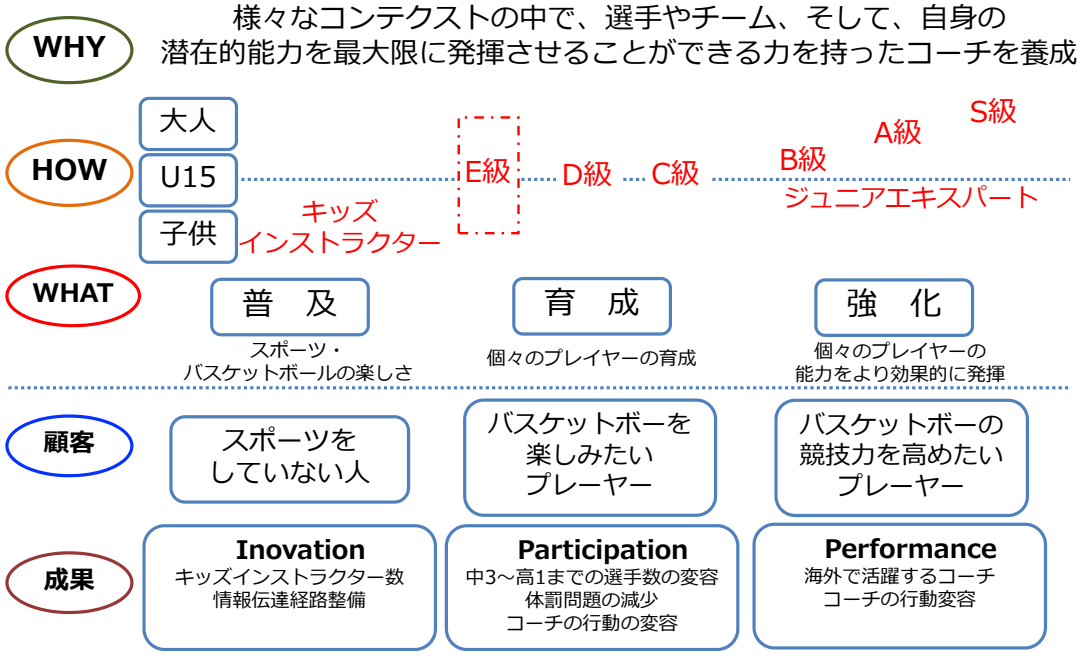 WHY
様々なコンテクストの中で、選手やチーム、そして、自身の
潜在的能力を最大限に発揮させることができる力を持ったコーチを養成
HOW
大人
U15
子供
キッズ
インストラクター
E級
D級
C級
B級
A級
S級
ジュニアエキスパート
WHAT
普　及
スポーツ・
バスケットボールの楽しさ
育　成
個々のプレイヤーの育成
強　化
個々のプレイヤーの
能力をより効果的に発揮
顧客
スポーツを
していない人
バスケットボーを
楽しみたい
プレーヤー
バスケットボーの
競技力を高めたい
プレーヤー
成果
Inovation
キッズインストラクター数
情報伝達経路整備
Participation
中3～高1までの選手数の変容
体罰問題の減少
コーチの行動の変容
Performance
海外で活躍するコーチ
コーチの行動変容